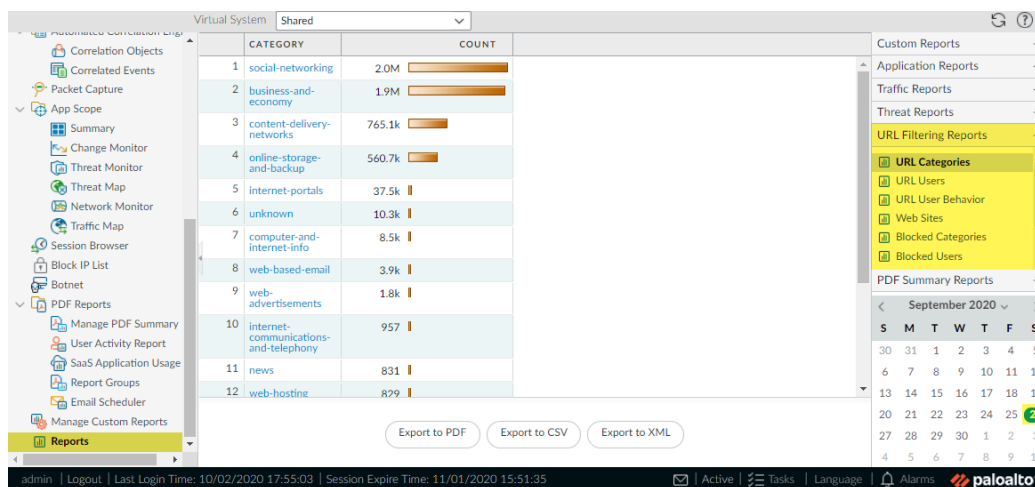 Virtual System Shared
Automated Correlation Engi
Correlation Objects
Correlated Events
Packet Capture
App Scope
Summary
Change Monitor
Threat Monitor
Threat Map
Network Monitor
Traffic Map
Session Browser
Block IP List
Botnet
PDF Reports
Manage PDF Summary
User Activity Report
SaaS Application Usage
Report Groups
Email Scheduler
Manage Custom Reports
Reports
CATEGORY COUNT
1 social-networking 2.0M
2 business-and-
economy 1.9M
3 content-delivery-
networks 765.1k
4 online-storage-
and-backup 560.7k
5 internet-portals 37.5k
6 unknown 10.3k
7 computer-and-
internet-info 8.5k
8 web-based-email 3.9k
9 web-
advertisements 1.8k
10 internet-
communications-
and-telephony 957
11 news 831
12 web-hosting 829
Export to PDF Export to CSV Export to XML
Custom Reports
Application Reports
Traffic Reports
Threat Reports
URL Filtering Reports
URL Categories
URL Users
URL User Behavior
Web Sites
Blocked Categories
Blocked Users
PDF Summary Reports
September 2020
S M T W T F S
30 31 1 2 3 4
6 7 8 9 10 11
13 14 15 16 17 18
20 21 22 23 24 25
27 28 29 30 1 2
4 5 6 7 8 9
admin | Logout | Last Login Time: 10/02/2020 17:55:03 | Session Expire Time: 11/01/2020 15:51:35 | Active | Tasks | Language | Alarms paloalto